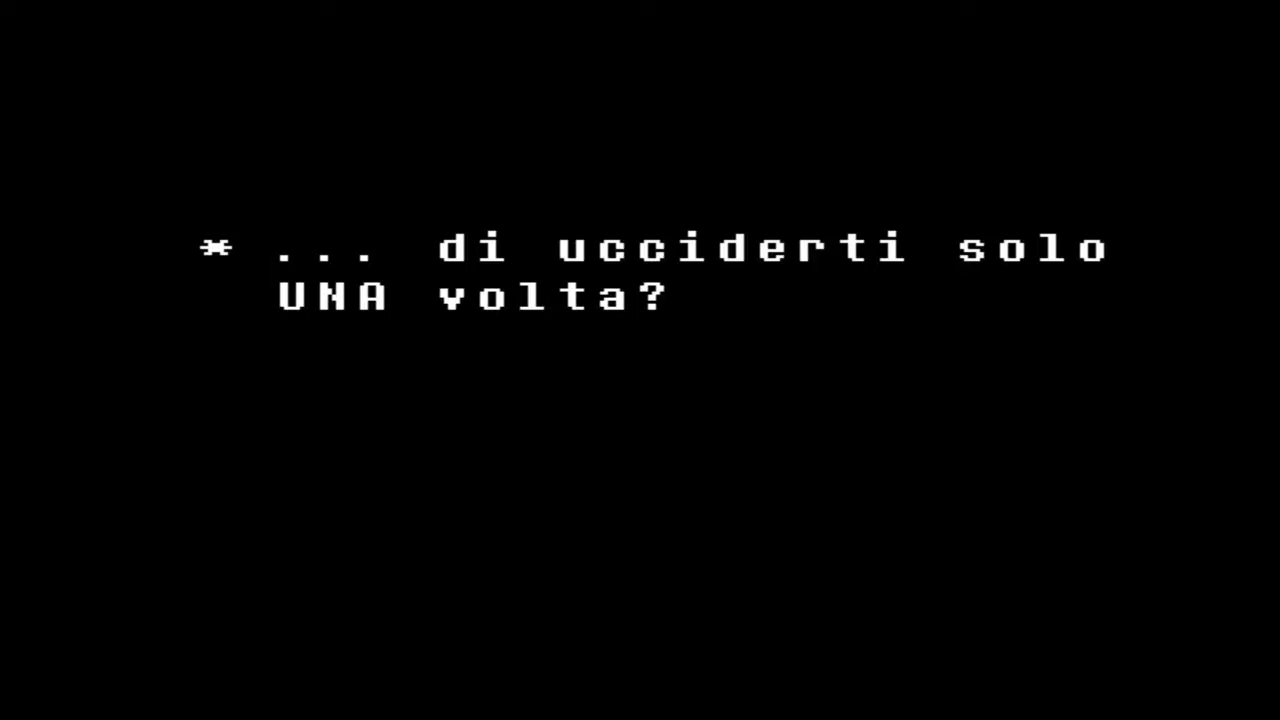 * ... di ucciderti solo
UNA volta?